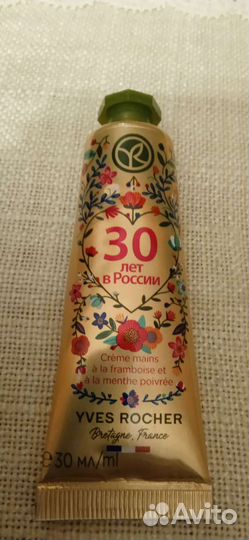 30
лет
в России
Crème mains
à la framboise et
à la menthe poivrée
YVES ROCHER
Bretagne, France
℮30 МЛ/ml
Avito